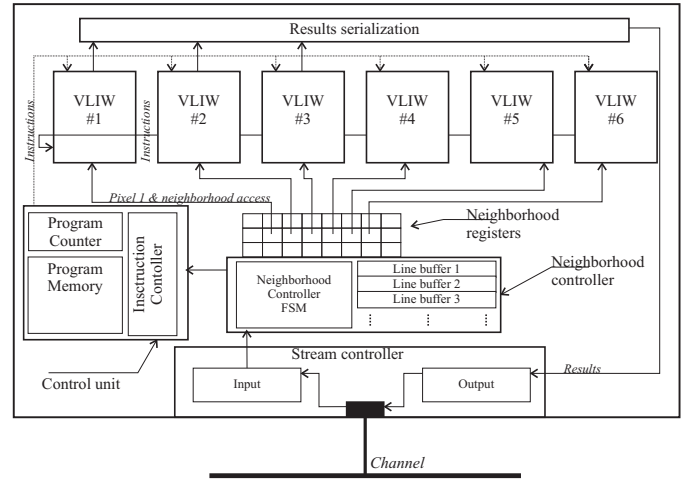 Results serialization
VLIW
#1
VLIW
#2
VLIW
#3
VLIW
#4
VLIW
#5
VLIW
#6
Instructions
Instructions
Pixel 1 & neighborhood access
Neighborhood
registers
Program
Counter
Program
Memory
Insctruction
Contoller
Neighborhood
Controller
FSM
Line buffer 1
Line buffer 2
Line buffer 3
Neighborhood
controller
Control unit
Stream controller
Input
Output
Results
Channel